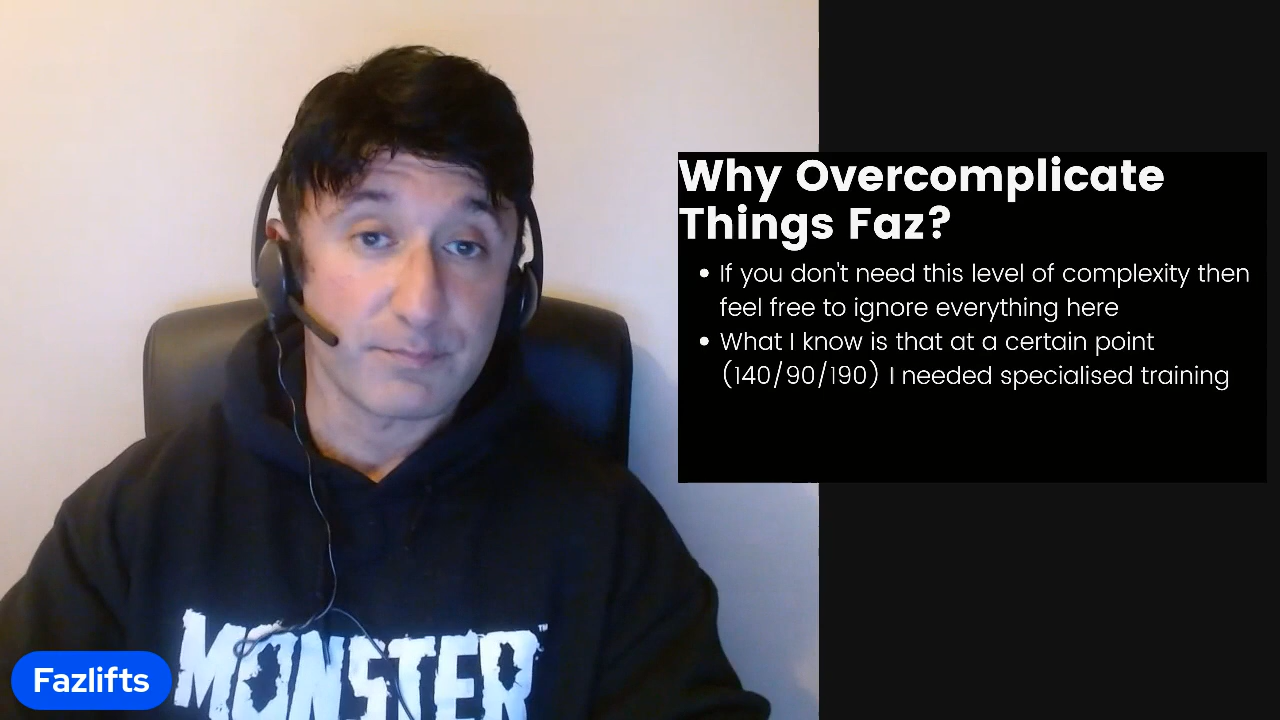 Why Overcomplicate
Things Faz?
• If you don't need this level of complexity then
feel free to ignore everything here
• What I know is that at a certain point
(140/90/190) I needed specialised training
MONSTER™
Fazlifts